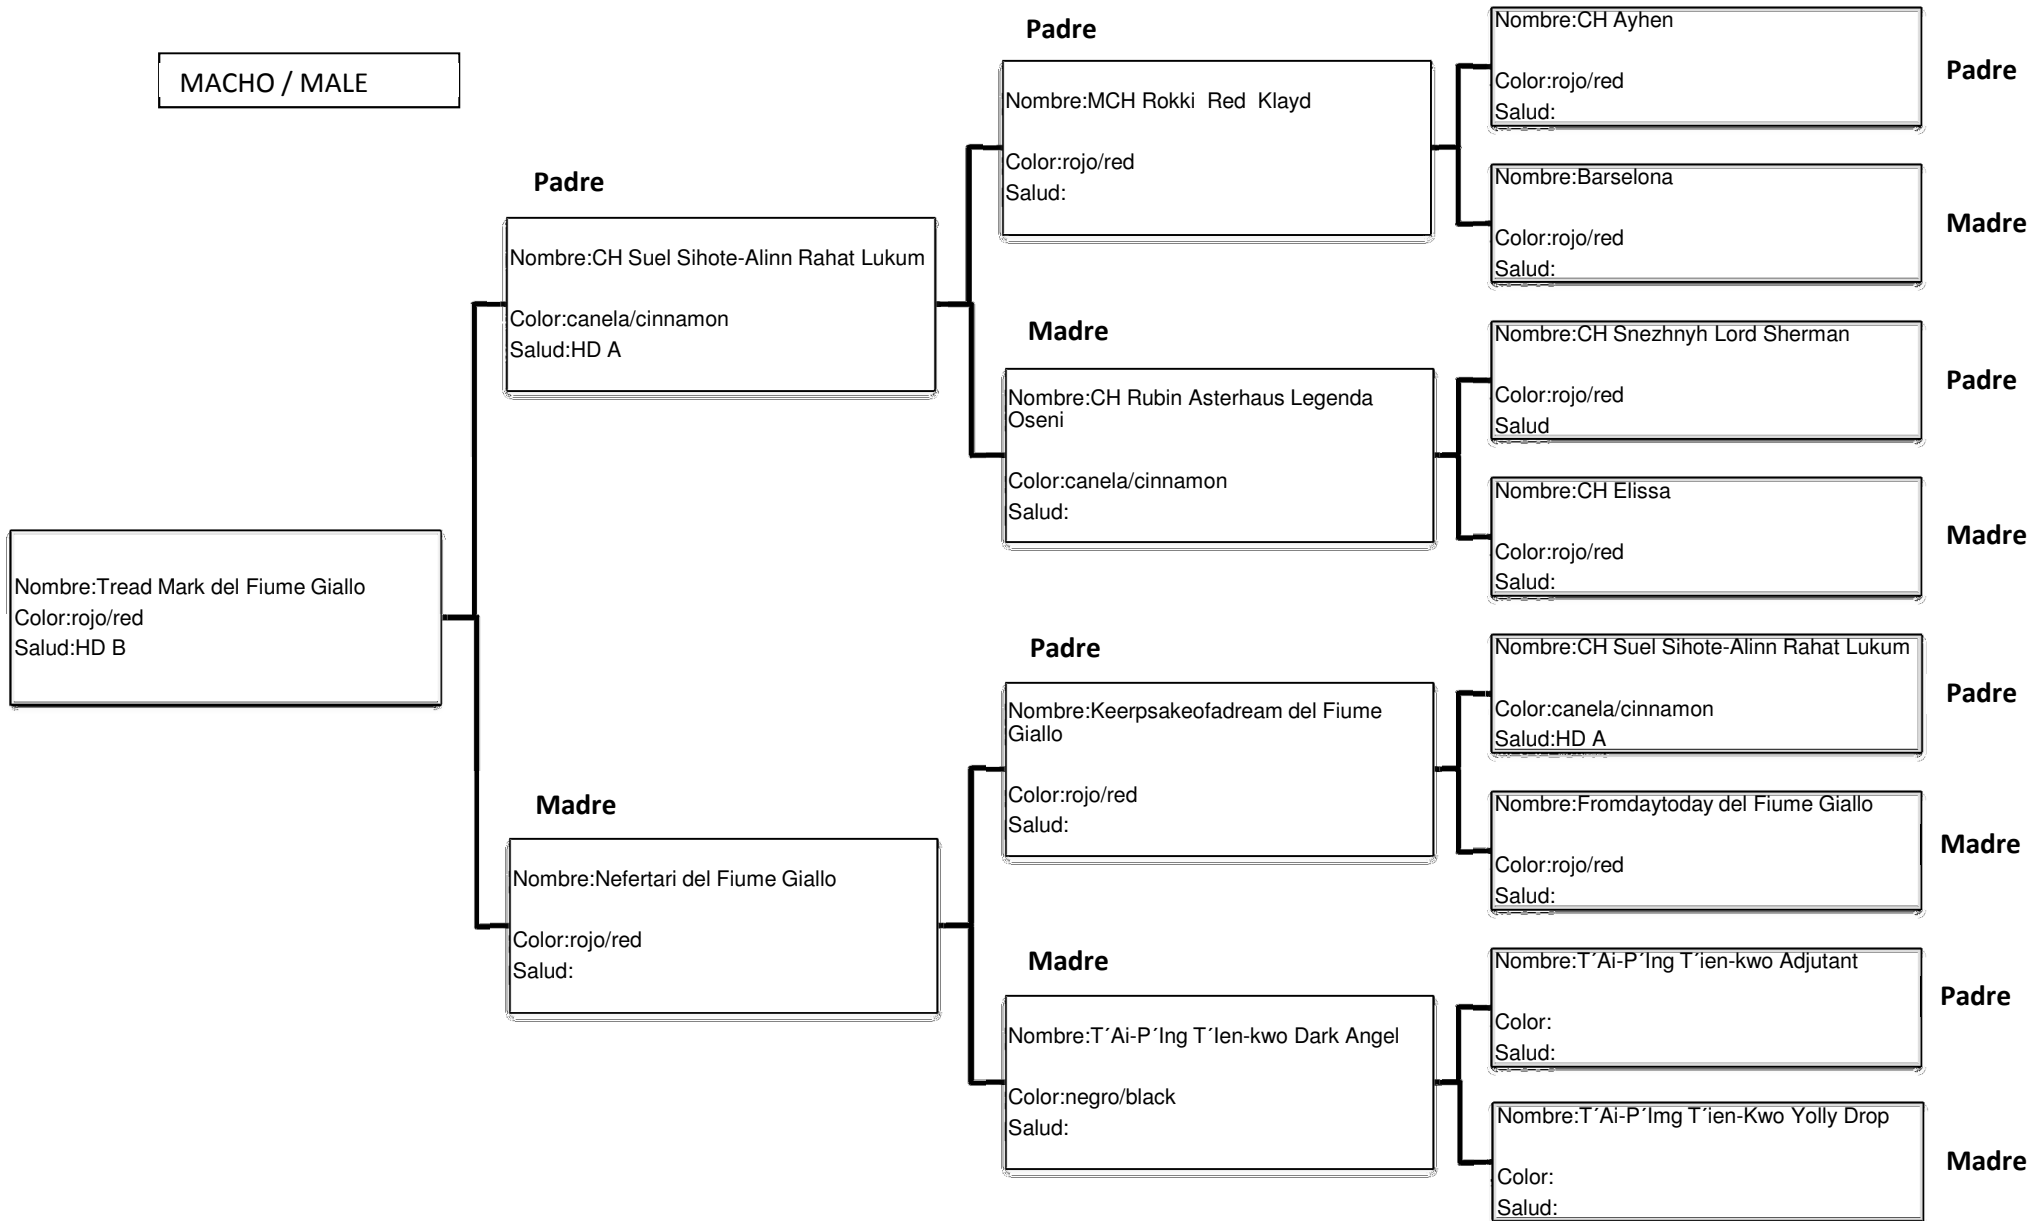 MACHO / MALE
Nombre:Tread Mark del Fiume Giallo
Color:rojo/red
Salud:HD B
Padre
Nombre:CH Suel Sihote-Alinn Rahat Lukum
Color:canela/cinnamon
Salud:HD A
Madre
Nombre:Nefertari del Fiume Giallo
Color:rojo/red
Salud:
Padre
Nombre:MCH Rokki  Red  Klayd
Color:rojo/red
Salud:
Madre
Nombre:CH Rubin Asterhaus Legenda
Oseni
Color:canela/cinnamon
Salud:
Padre
Nombre:Keerpsakeofadream del Fiume
Giallo
Color:rojo/red
Salud:
Madre
Nombre:T´Ai-P´Ing T´Ien-kwo Dark Angel
Color:negro/black
Salud:
Nombre:CH Ayhen
Color:rojo/red
Salud:
Padre
Nombre:Barselona
Color:rojo/red
Salud:
Madre
Nombre:CH Snezhnyh Lord Sherman
Color:rojo/red
Salud
Padre
Nombre:CH Elissa
Color:rojo/red
Salud:
Madre
Nombre:CH Suel Sihote-Alinn Rahat Lukum
Color:canela/cinnamon
Salud:HD A
Padre
Nombre:Fromdaytoday del Fiume Giallo
Color:rojo/red
Salud:
Madre
Nombre:T´Ai-P´Ing T´ien-kwo Adjutant
Color:
Salud:
Padre
Nombre:T´Ai-P´Img T´ien-Kwo Yolly Drop
Color:
Salud:
Madre